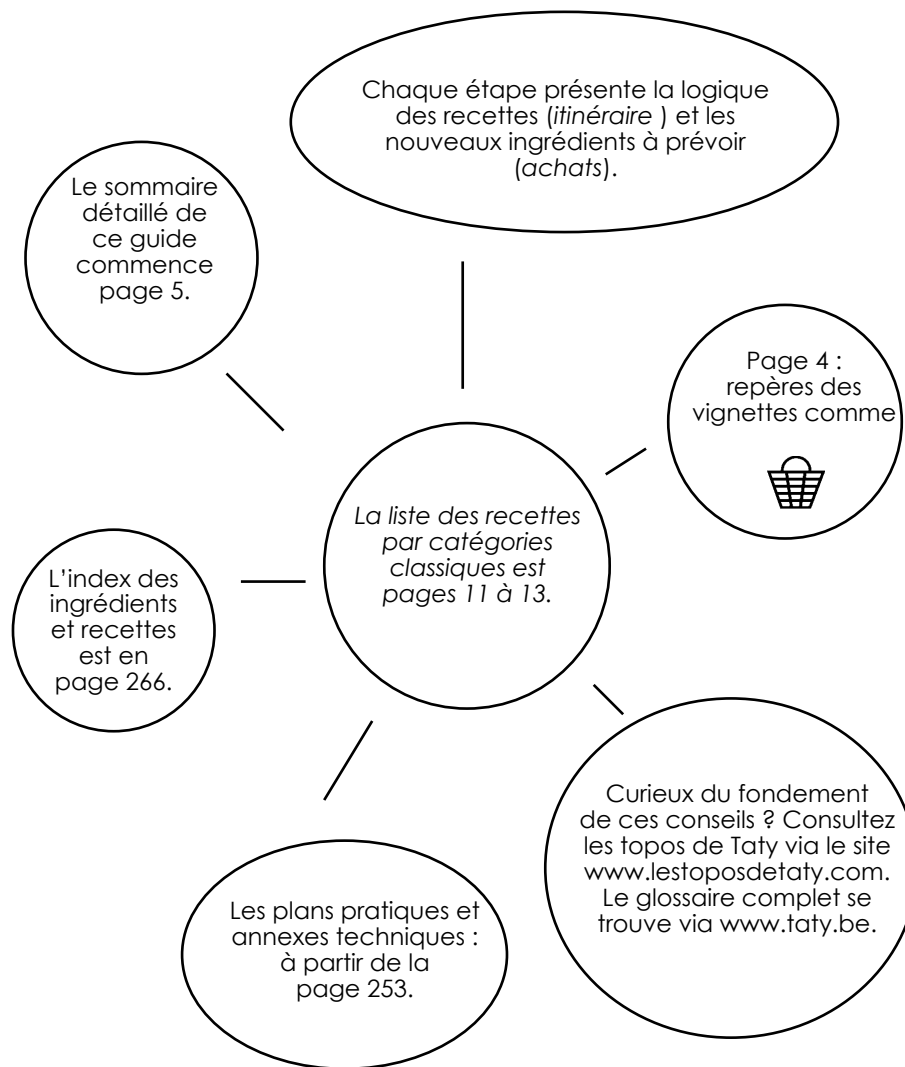 Chaque étape présente la logique
des recettes (itinéraire ) et les
nouveaux ingrédients à prévoir
(achats).
Le sommaire
détaillé de
ce guide
commence
page 5.
Page 4 :
repères des
vignettes comme
La liste des recettes
par catégories
classiques est
pages 11 à 13.
L’index des
ingrédients
et recettes
est en
page 266.
Curieux du fondement
de ces conseils ? Consultez
les topos de Taty via le site
www.lestoposdetaty.com.
Le glossaire complet se
trouve via www.taty.be.
Les plans pratiques et
annexes techniques :
à partir de la
page 253.